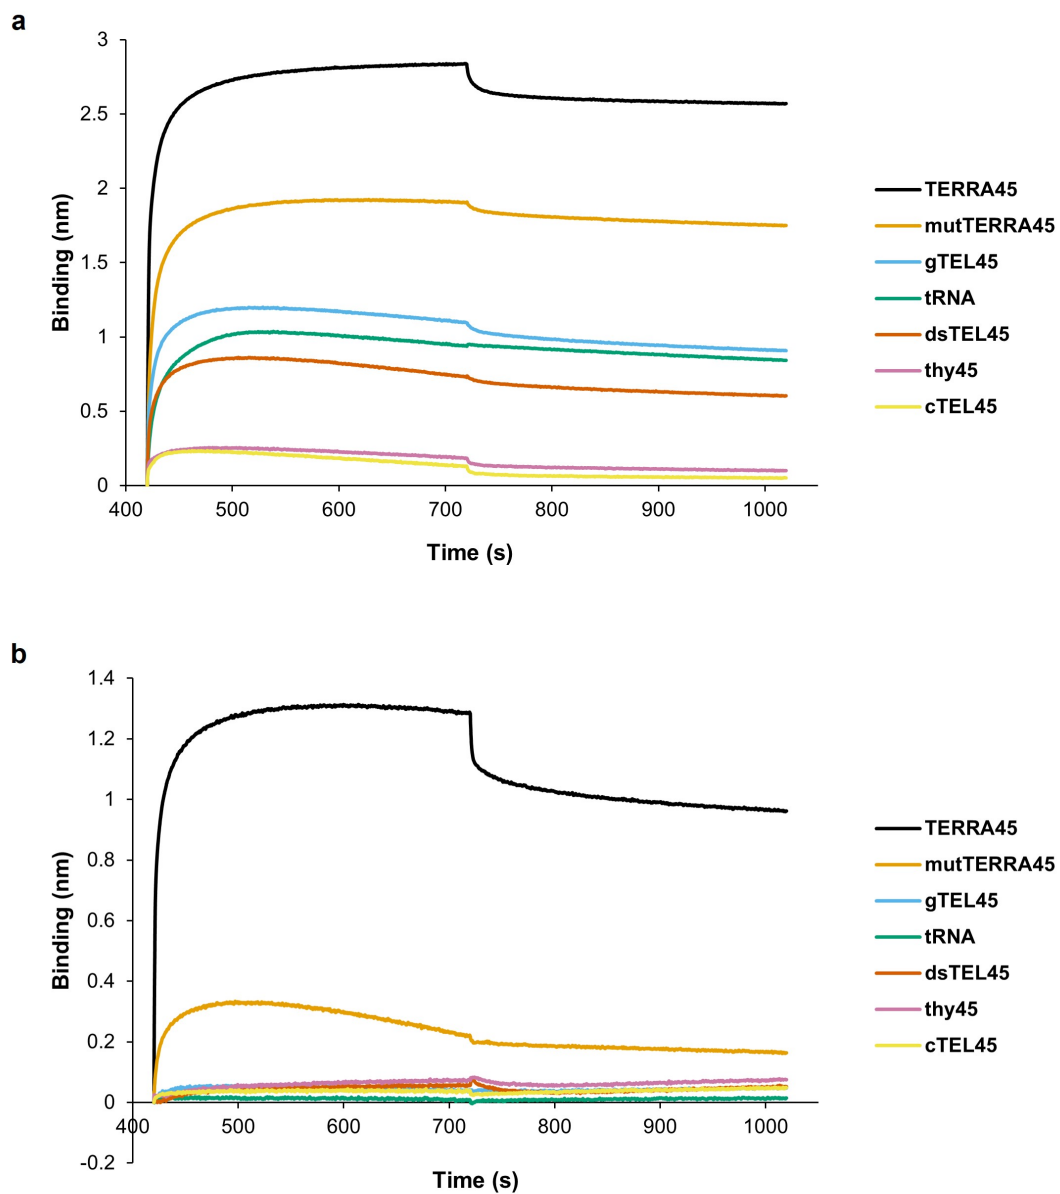 a
3
2.5
2
1.5
1
0.5
0
Binding (nm)
400 500 600 700 800 900 1000
Time (s)
TERRA45
mutTERRA45
gTEL45
tRNA
dsTEL45
thy45
cTEL45
b
1.4
1.2
1
0.8
0.6
0.4
0.2
0
-0.2
Binding (nm)
400 500 600 700 800 900 1000
Time (s)
TERRA45
mutTERRA45
gTEL45
tRNA
dsTEL45
thy45
cTEL45